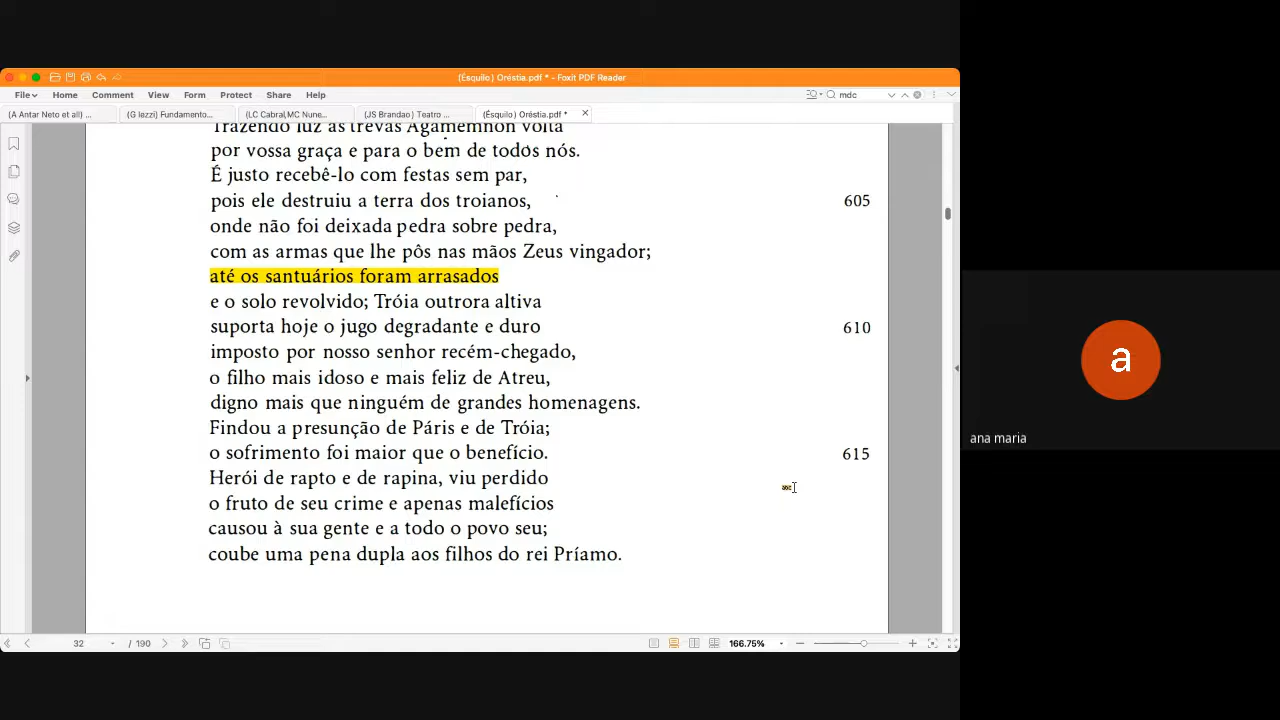 (Ésquilo) Oréstia.pdf * - Foxit PDF Reader
File Home Comment View Form Protect Share Help
mdc
(A Antar Neto et all) ...
(G Iezzi) Fundamento...
(LC Cabral,MC Nune...
(JS Brandao) Teatro ...
(Ésquilo) Oréstia.pdf *
Trazendo luz às trevas Agamêmnon volta
por vossa graça e para o bem de todos nós.
É justo recebê-lo com festas sem par,
pois ele destruiu a terra dos troianos, 605
onde não foi deixada pedra sobre pedra,
com as armas que lhe pôs nas mãos Zeus vingador;
até os santuários foram arrasados
e o solo revolvido; Tróia outrora altiva
suporta hoje o jugo degradante e duro 610
imposto por nosso senhor recém-chegado,
o filho mais idoso e mais feliz de Atreu,
digno mais que ninguém de grandes homenagens.
Findou a presunção de Páris e de Tróia;
o sofrimento foi maior que o benefício. 615
Herói de rapto e de rapina, viu perdido
o fruto de seu crime e apenas malefícios
causou à sua gente e a todo o povo seu;
coube uma pena dupla aos filhos do rei Príamo.
32 / 190
166.75%
a
ana maria